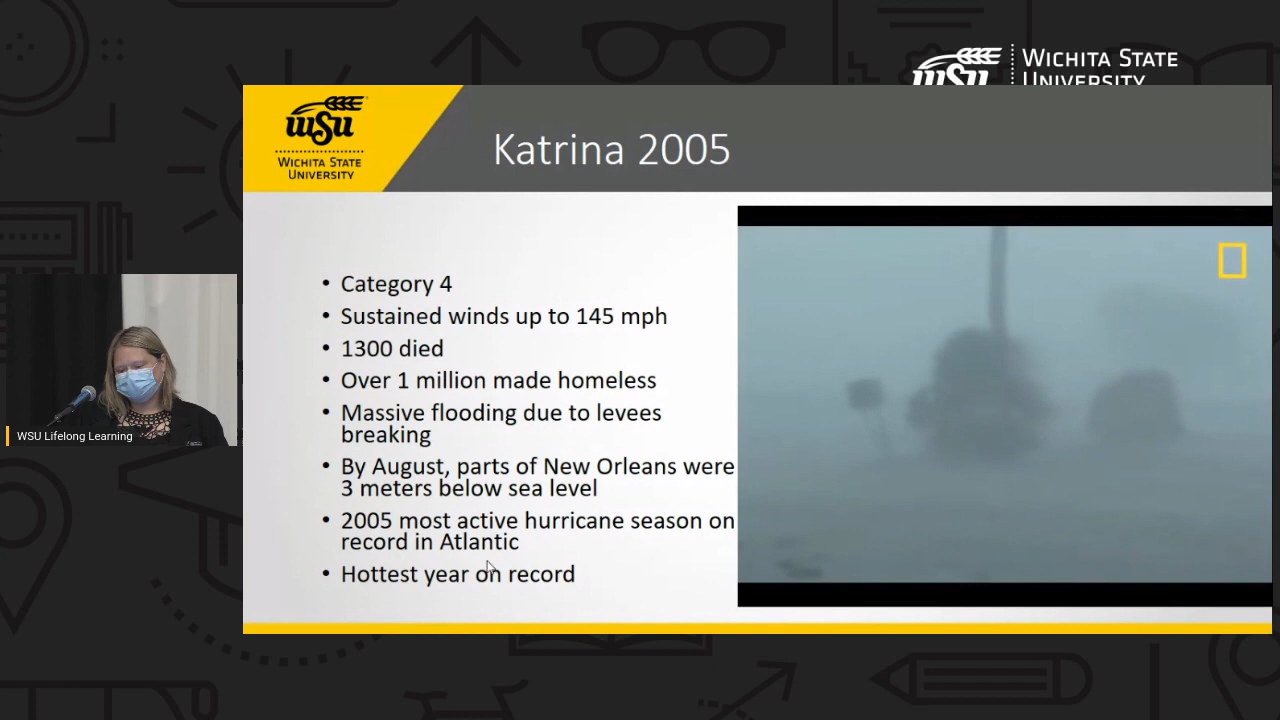 WICHITA STATE
UNIVERSITY
wsu
wsu
WICHITA STATE
UNIVERSITY
Katrina 2005
• Category 4
• Sustained winds up to 145 mph
• 1300 died
• Over 1 million made homeless
• Massive flooding due to levees
breaking
• By August, parts of New Orleans were
3 meters below sea level
• 2005 most active hurricane season on
record in Atlantic
• Hottest year on record
WSU Lifelong Learning